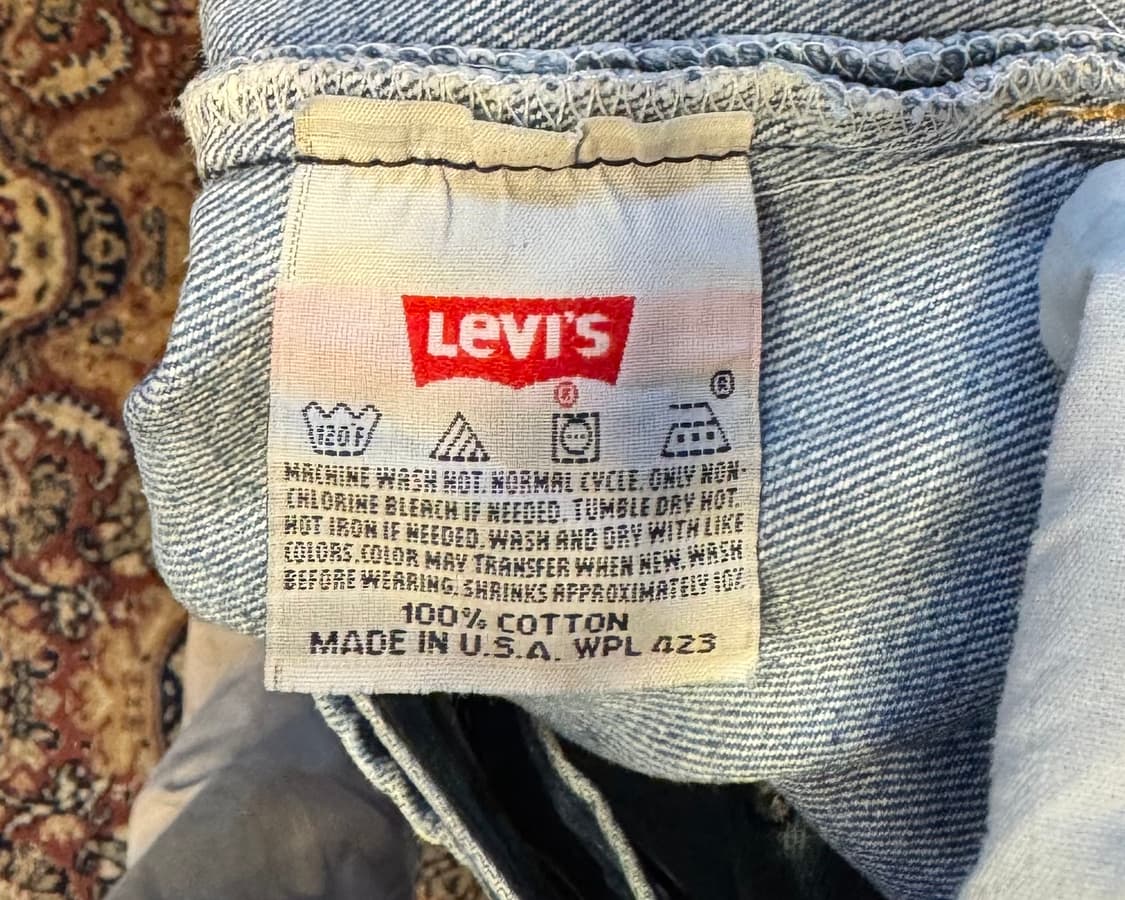 Levi's
®
®
120°F
MACHINE WASH HOT. NORMAL CYCLE. ONLY NON-
CHLORINE BLEACH IF NEEDED. TUMBLE DRY HOT.
HOT IRON IF NEEDED. WASH AND DRY WITH LIKE
COLORS. COLOR MAY TRANSFER WHEN NEW. WASH
BEFORE WEARING. SHRINKS APPROXIMATELY 10%
100% COTTON
MADE IN U.S.A. WPL 423